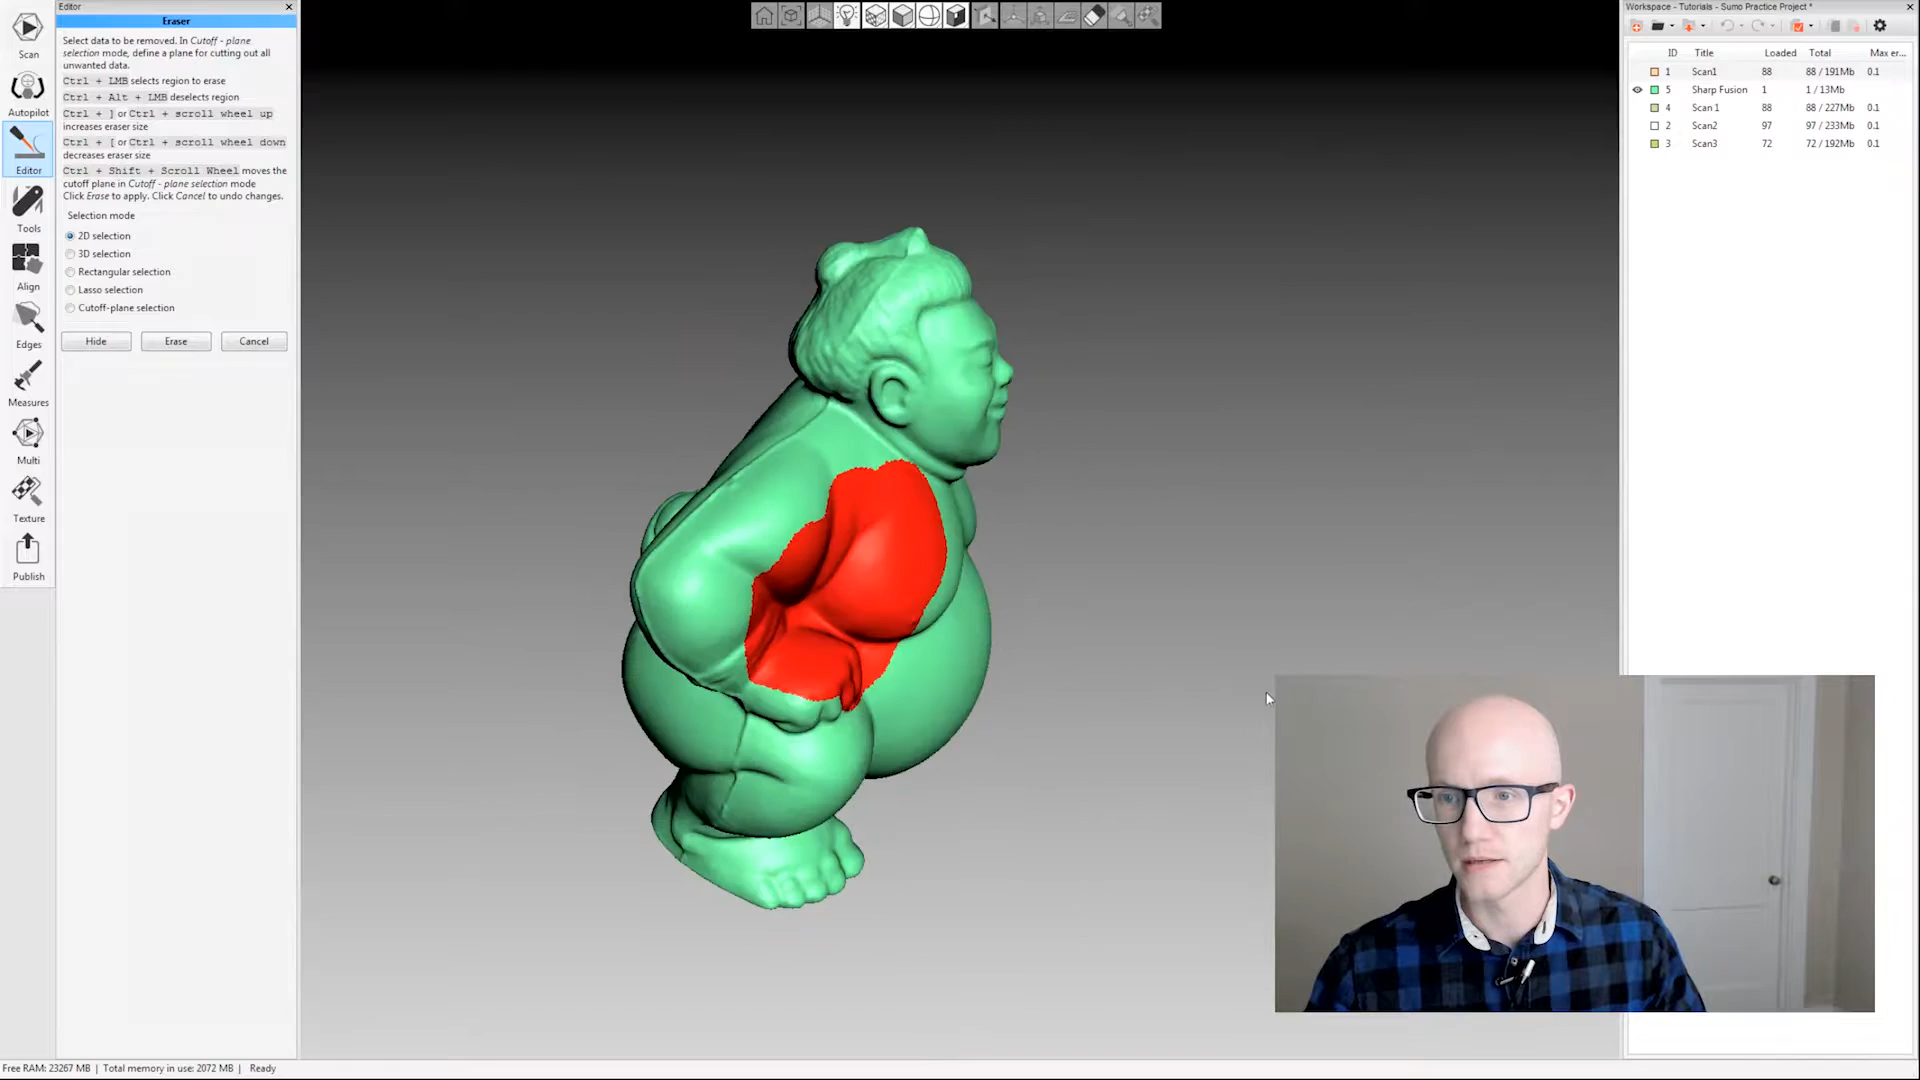 Editor
Eraser
Select data to be removed. In Cutoff - plane
selection mode, define a plane for cutting out all
unwanted data.
Ctrl + LMB selects region to erase
Ctrl + Alt + LMB deselects region
Ctrl + ] or Ctrl + scroll wheel up
increases eraser size
Ctrl + [ or Ctrl + scroll wheel down
decreases eraser size
Ctrl + Shift + Scroll Wheel moves the
cutoff plane in Cutoff - plane selection mode
Click Erase to apply. Click Cancel to undo changes.
Selection mode
2D selection
3D selection
Rectangular selection
Lasso selection
Cutoff-plane selection
Hide Erase Cancel
Scan
Autopilot
Editor
Tools
Align
Edges
Measures
Multi
Texture
Publish
Workspace - Tutorials - Sumo Practice Project *
ID Title Loaded Total Max er...
1 Scan1 88 88 / 191Mb 0.1
5 Sharp Fusion 1 1 / 13Mb
4 Scan 1 88 88 / 227Mb 0.1
2 Scan2 97 97 / 233Mb 0.1
3 Scan3 72 72 / 192Mb 0.1
Free RAM: 23267 MB | Total memory in use: 2072 MB | Ready